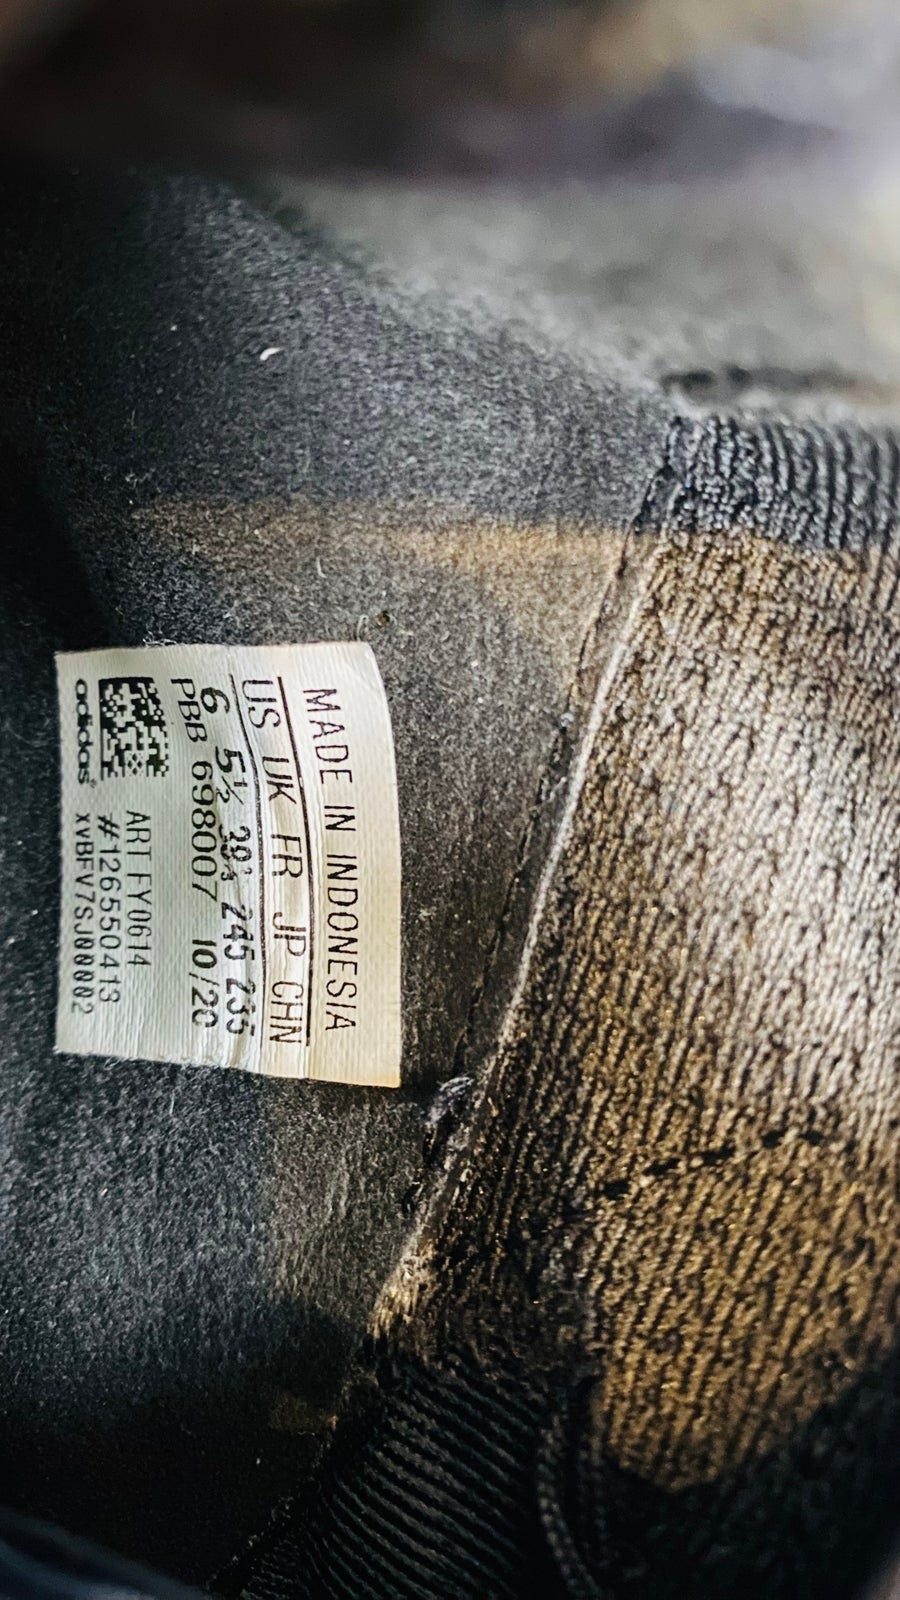 MADE IN INDONESIA
US UK FR JP CHN
6 5½ 38⅔ 245 235
PBB 698007 10/20
ART FY0614
#126550413
XVBFV7SJ00002
adidas